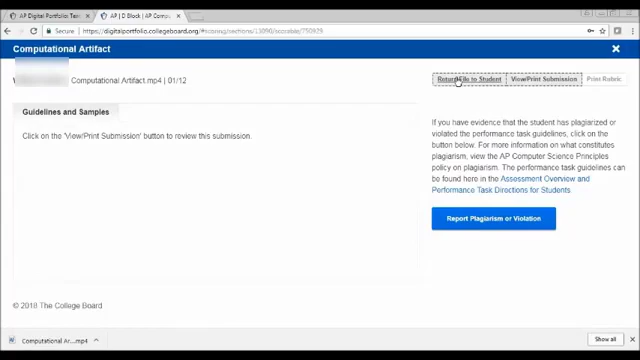 AP Digital Portfolio: Tea
AP | D Block | AP Compu
Secure
https://digitalportfolio.collegeboard.org/#scoring/sections/13090/scorable/750929
Computational Artifact
Computational Artifact.mp4 | 01/12
Return File to Student
View/Print Submission
Print Rubric
Guidelines and Samples
Click on the 'View/Print Submission' button to review this submission.
If you have evidence that the student has plagiarized or
violated the performance task guidelines, click on the
button below. For more information on what constitutes
plagiarism, view the AP Computer Science Principles
policy on plagiarism. The performance task guidelines can
be found here in the Assessment Overview and
Performance Task Directions for Students
Report Plagiarism or Violation
© 2018 The College Board
Computational Ar....mp4
Show all